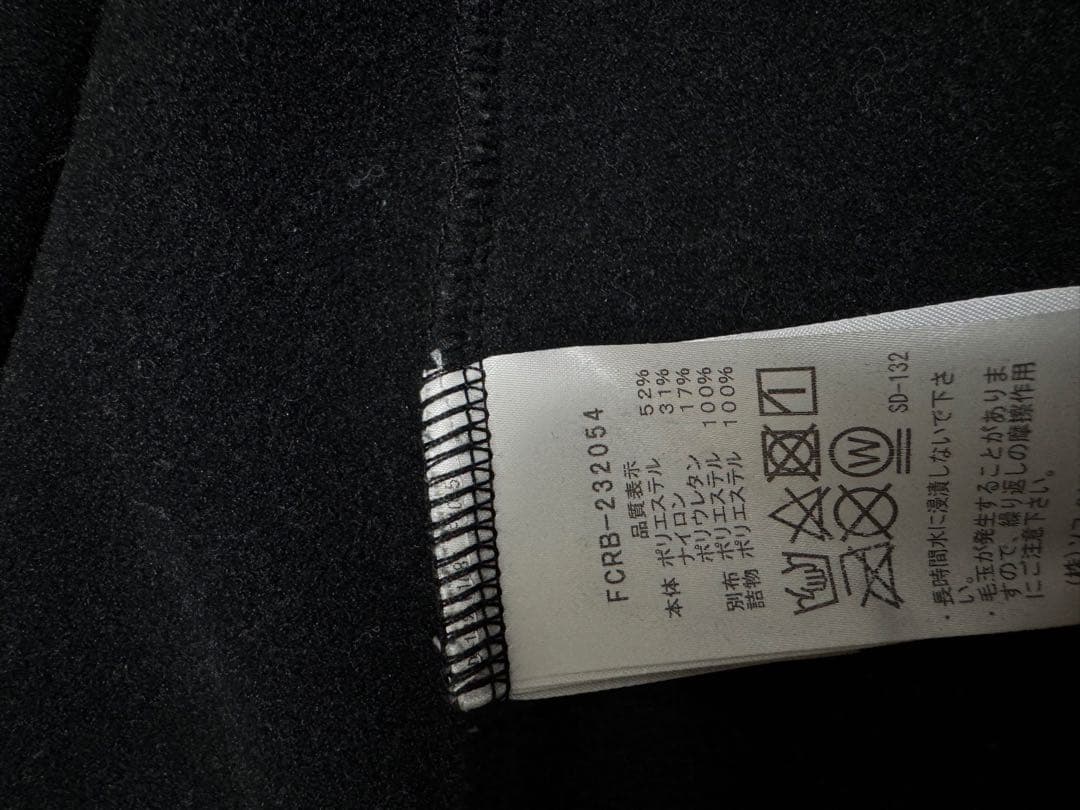 FCRB-232054
品質表示
本体 ポリエステル 52%
ナイロン 31%
ポリウレタン 17%
別布 ポリエステル 100%
詰物 ポリエステル 100%
W
SD-132
・長時間水に浸漬しないで下さ
い。
・毛玉が発生することがありま
すので、繰り返しの摩擦作用
にご注意下さい。